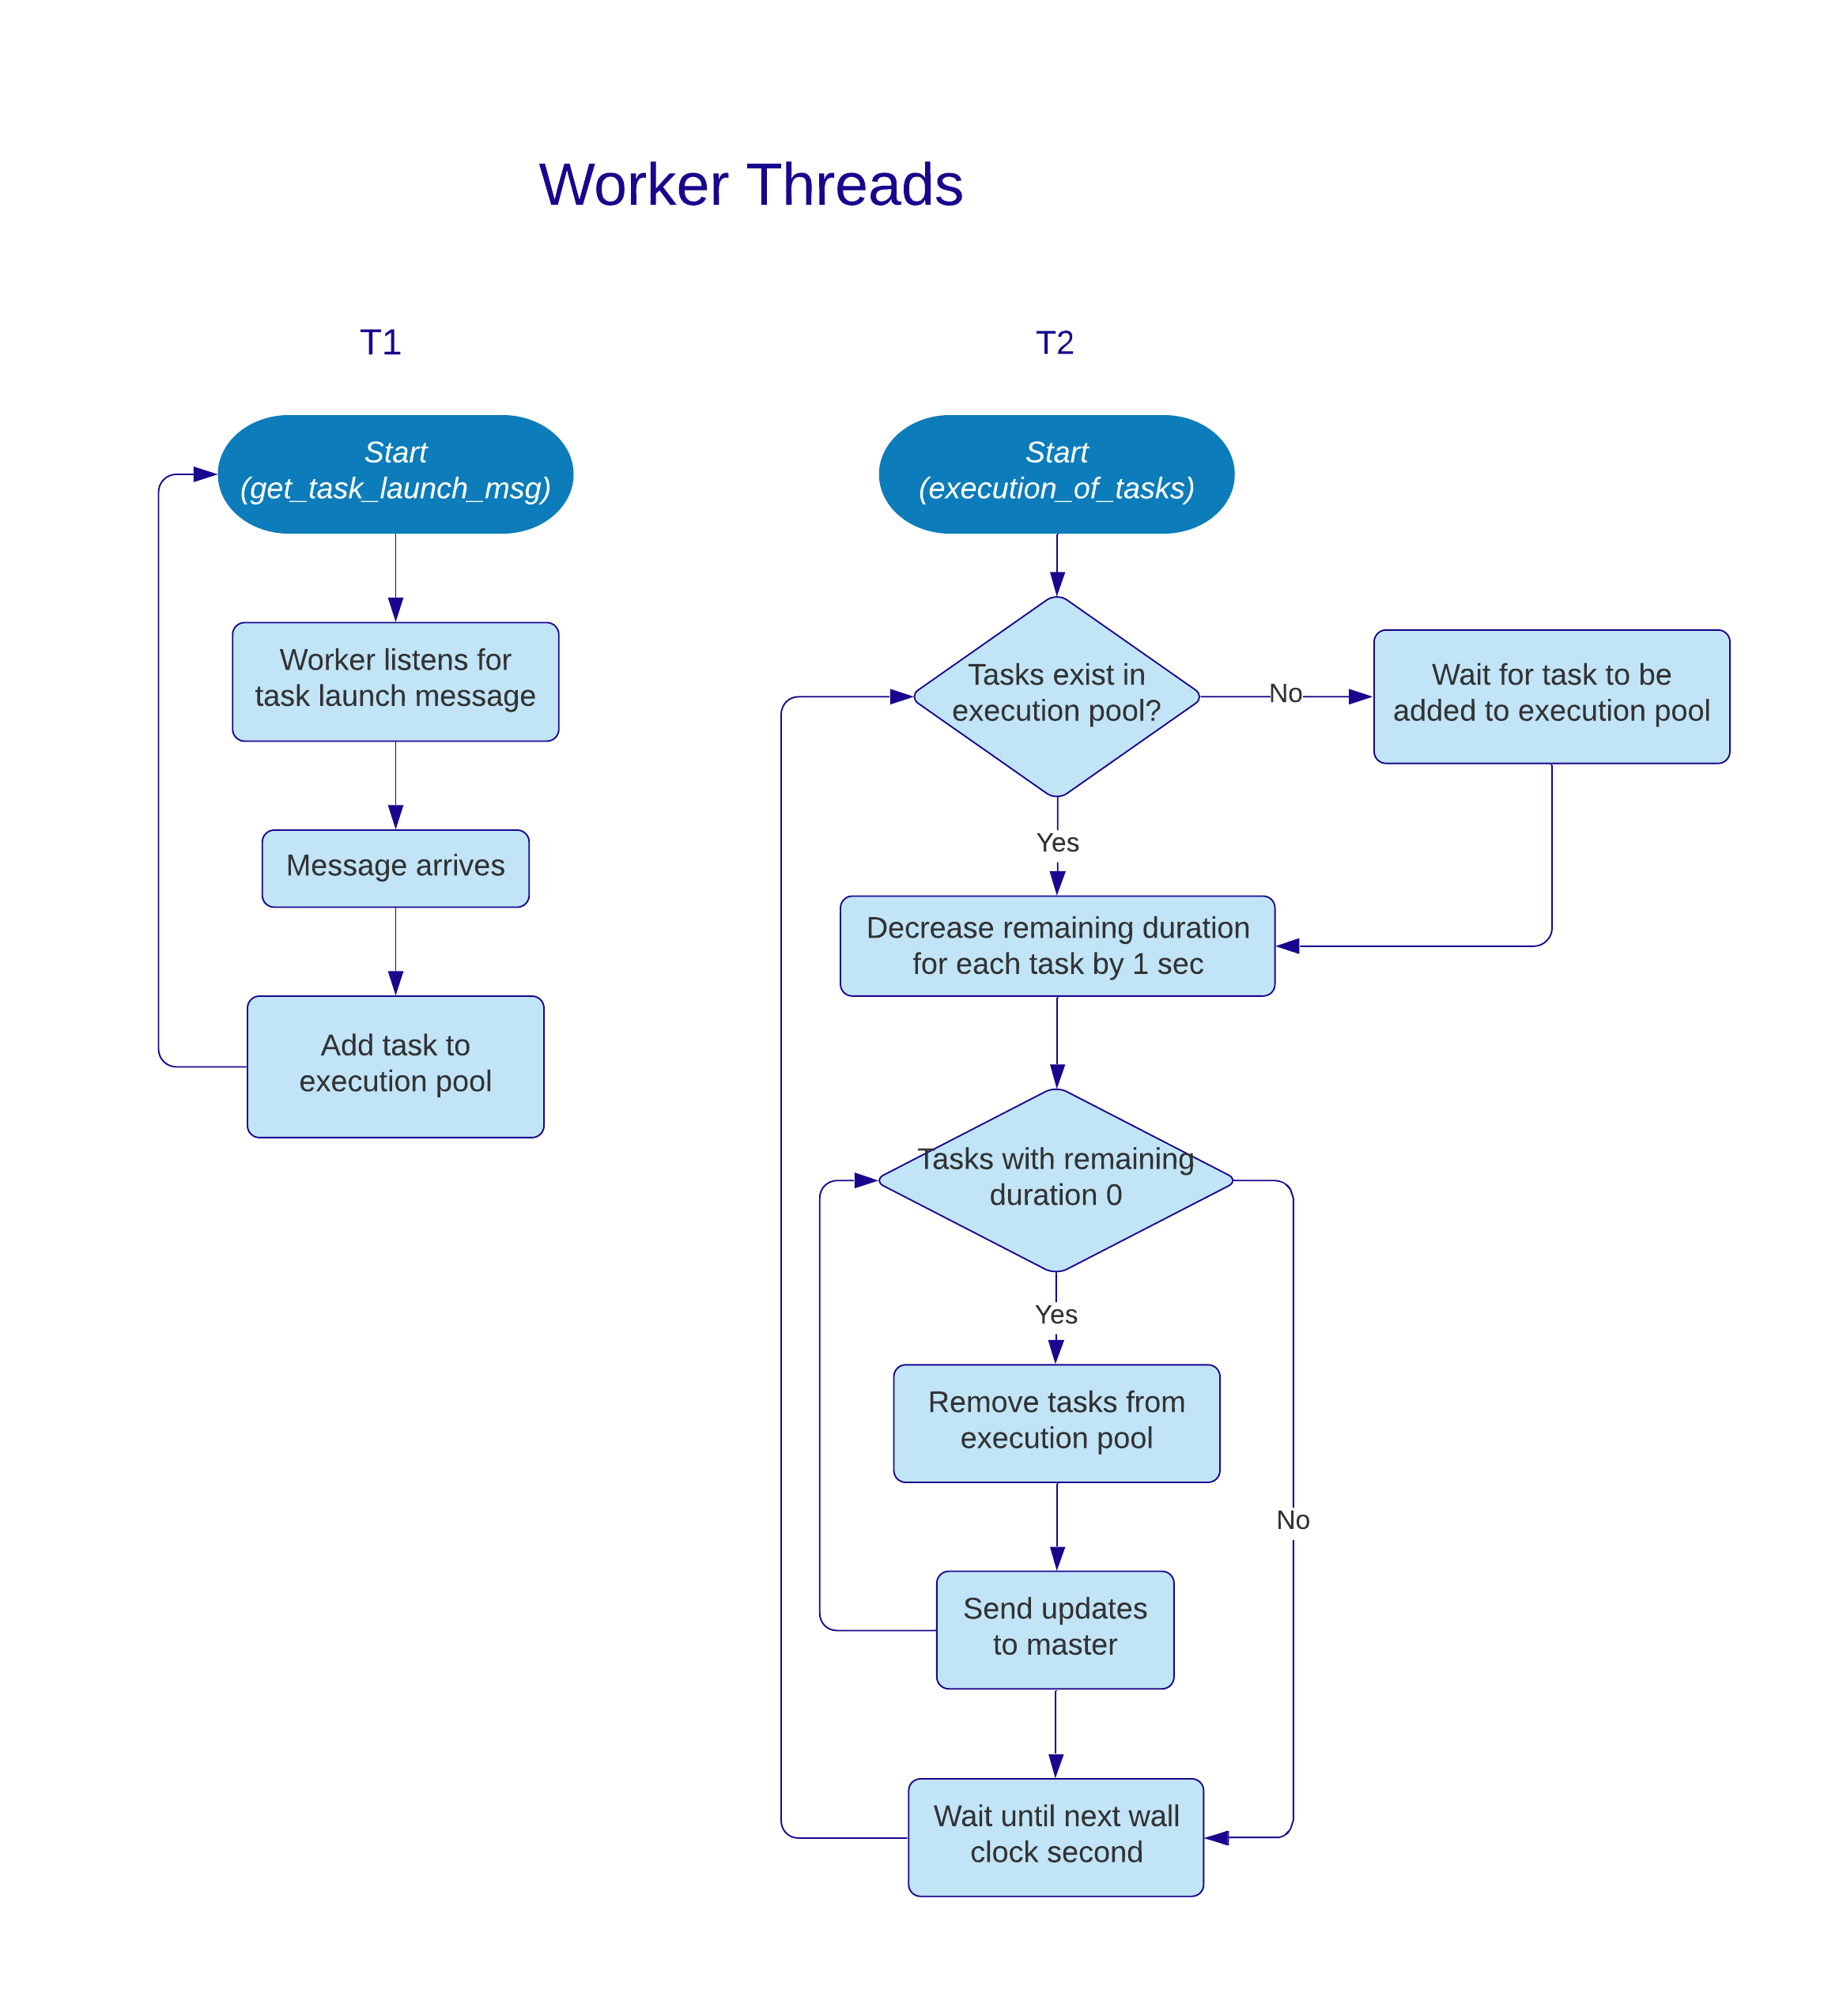 Worker Threads
T1
Start
(get_task_launch_msg)
Worker listens for
task launch message
Message arrives
Add task to
execution pool
T2
Start
(execution_of_tasks)
Tasks exist in
execution pool?
No
Wait for task to be
added to execution pool
Yes
Decrease remaining duration
for each task by 1 sec
Tasks with remaining
duration 0
Yes
Remove tasks from
execution pool
No
Send updates
to master
Wait until next wall
clock second